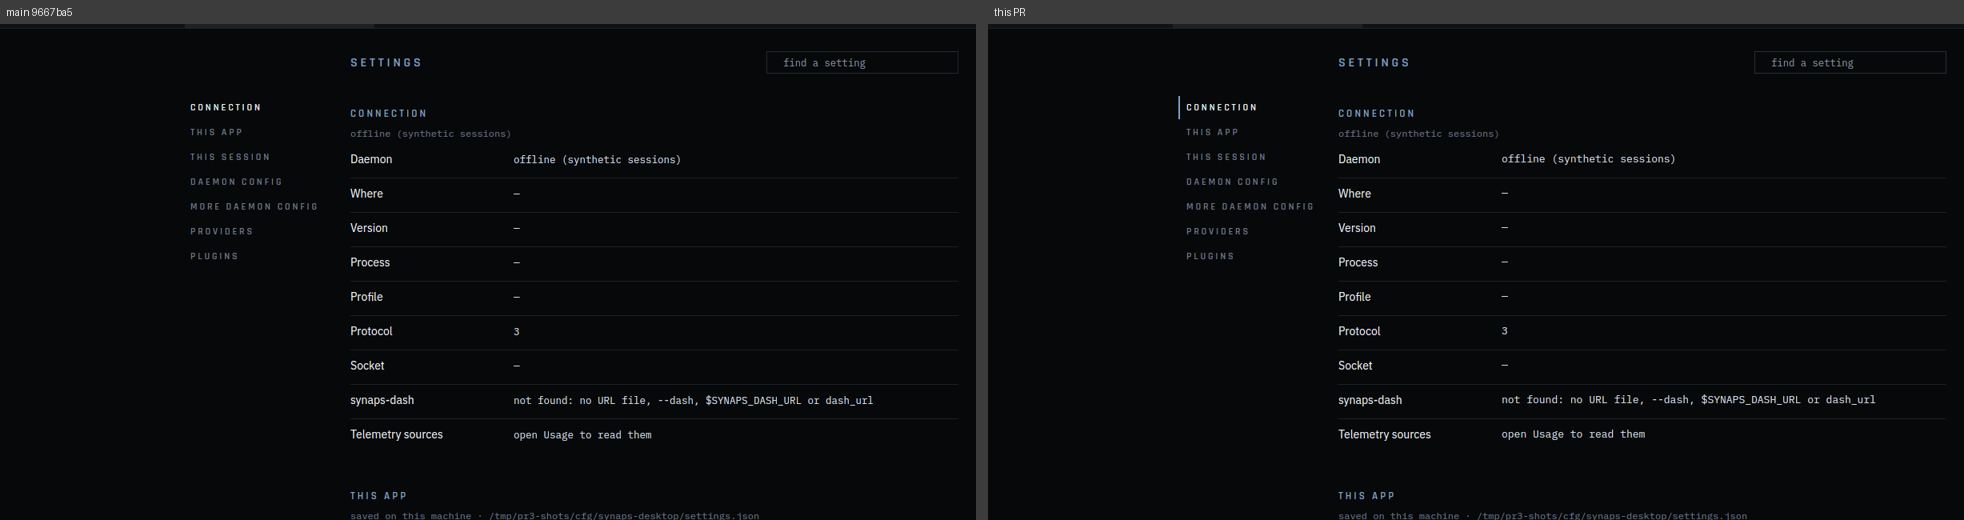 main 9667ba5
SETTINGS
find a setting
CONNECTION
THIS APP
THIS SESSION
DAEMON CONFIG
MORE DAEMON CONFIG
PROVIDERS
PLUGINS
CONNECTION
offline (synthetic sessions)
Daemon offline (synthetic sessions)
Where —
Version —
Process —
Profile —
Protocol 3
Socket —
synaps-dash not found: no URL file, --dash, $SYNAPS_DASH_URL or dash_url
Telemetry sources open Usage to read them
THIS APP
saved on this machine · /tmp/pr3-shots/cfg/synaps-desktop/settings.json
this PR
SETTINGS
find a setting
CONNECTION
THIS APP
THIS SESSION
DAEMON CONFIG
MORE DAEMON CONFIG
PROVIDERS
PLUGINS
CONNECTION
offline (synthetic sessions)
Daemon offline (synthetic sessions)
Where —
Version —
Process —
Profile —
Protocol 3
Socket —
synaps-dash not found: no URL file, --dash, $SYNAPS_DASH_URL or dash_url
Telemetry sources open Usage to read them
THIS APP
saved on this machine · /tmp/pr3-shots/cfg/synaps-desktop/settings.json